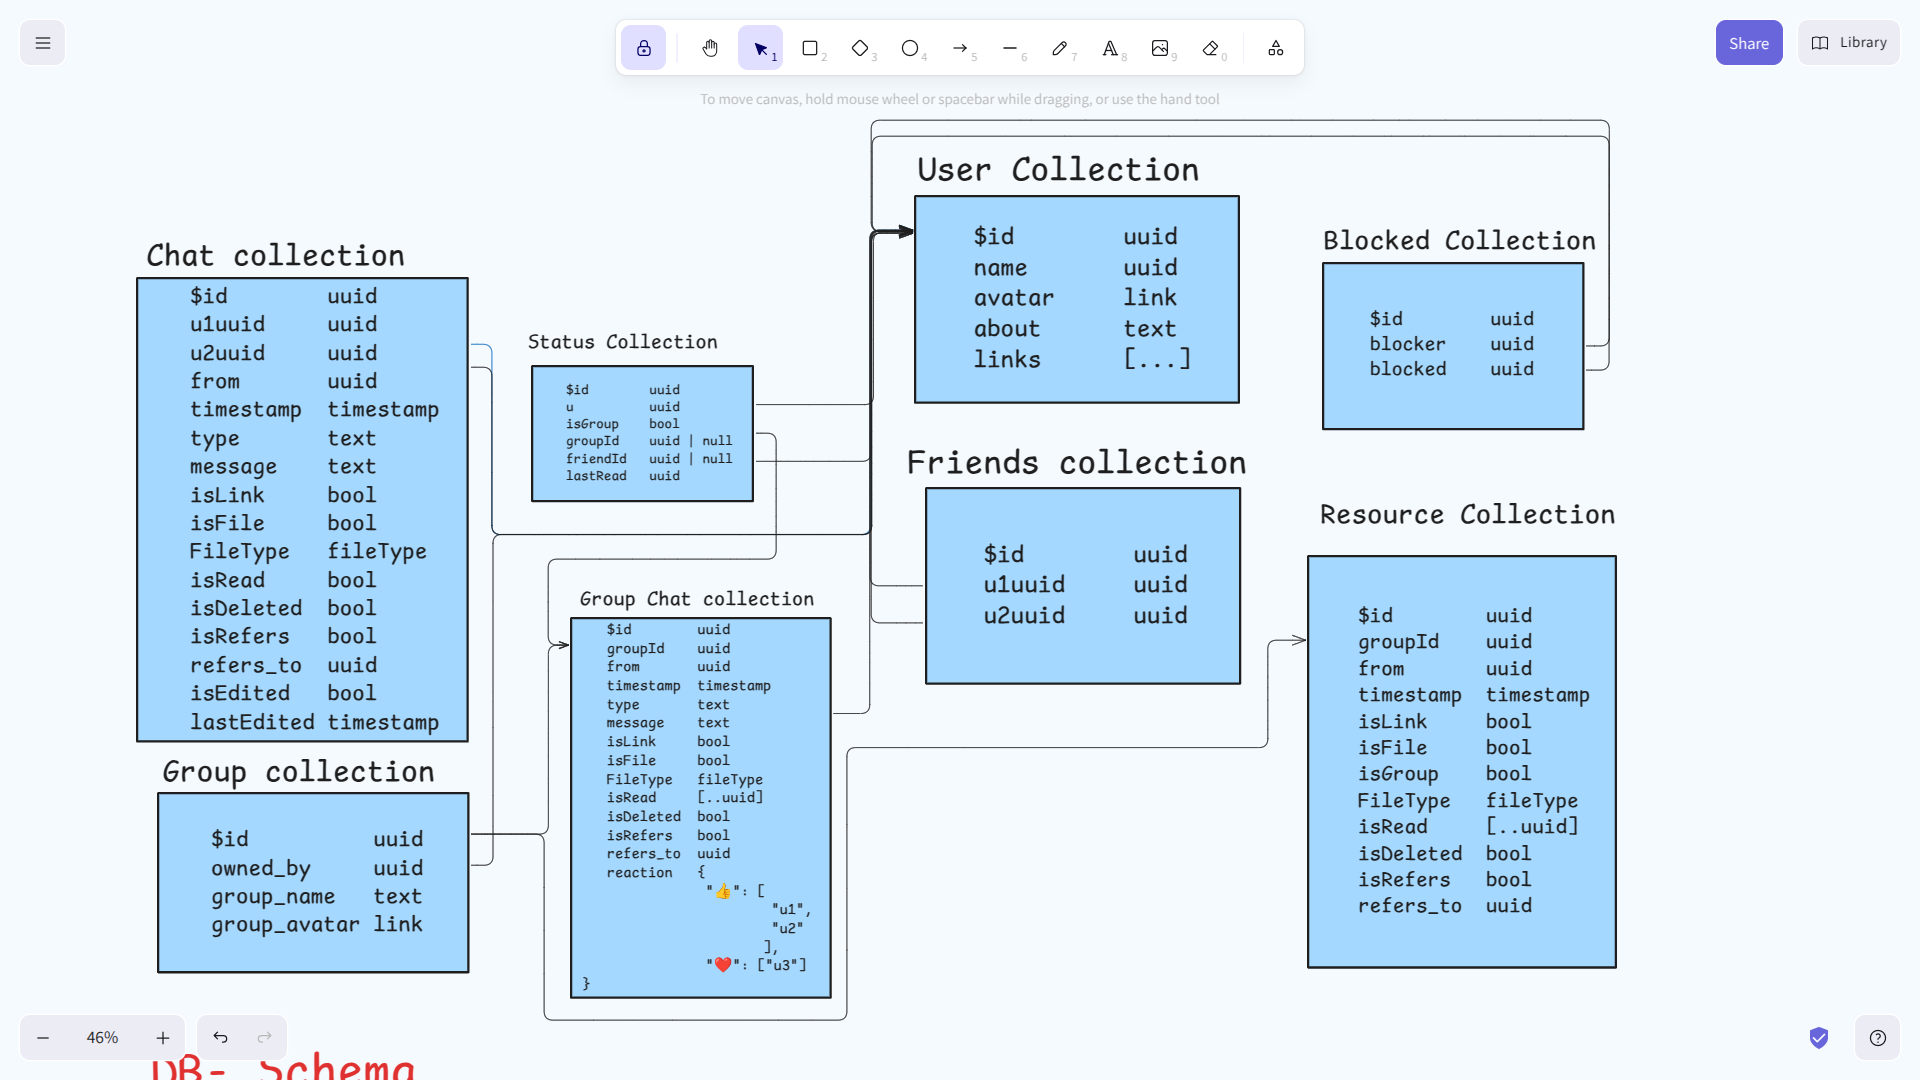 1
2
3
4
5
6
7
8
9
0
Share
Library
To move canvas, hold mouse wheel or spacebar while dragging, or use the hand tool
User Collection
$id uuid
name uuid
avatar link
about text
links [...]
Blocked Collection
$id uuid
blocker uuid
blocked uuid
Chat collection
$id uuid
u1uuid uuid
u2uuid uuid
from uuid
timestamp timestamp
type text
message text
isLink bool
isFile bool
FileType fileType
isRead bool
isDeleted bool
isRefers bool
refers_to uuid
isEdited bool
lastEdited timestamp
Status Collection
$id uuid
u uuid
isGroup bool
groupId uuid | null
friendId uuid | null
lastRead uuid
Friends collection
$id uuid
u1uuid uuid
u2uuid uuid
Resource Collection
$id uuid
groupId uuid
from uuid
timestamp timestamp
isLink bool
isFile bool
isGroup bool
FileType fileType
isRead [..uuid]
isDeleted bool
isRefers bool
refers_to uuid
Group Chat collection
$id uuid
groupId uuid
from uuid
timestamp timestamp
type text
message text
isLink bool
isFile bool
FileType fileType
isRead [..uuid]
isDeleted bool
isRefers bool
refers_to uuid
reaction {
"👍": [
"u1",
"u2"
],
"❤️": ["u3"]
}
Group collection
$id uuid
owned_by uuid
group_name text
group_avatar link
46%
DB- Schema